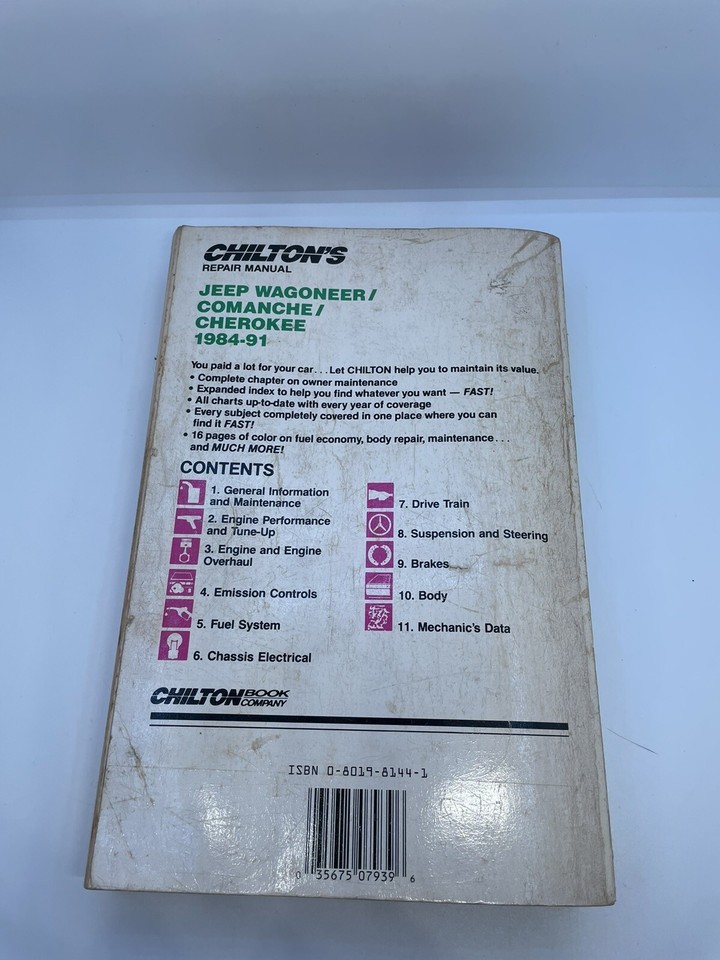 CHILTON'S
REPAIR MANUAL
JEEP WAGONEER/
COMANCHE/
CHEROKEE
1984-91
You paid a lot for your car... Let CHILTON help you to maintain its value.
• Complete chapter on owner maintenance
• Expanded index to help you find whatever you want — FAST!
• All charts up-to-date with every year of coverage
• Every subject completely covered in one place where you can
find it FAST!
• 16 pages of color on fuel economy, body repair, maintenance...
and MUCH MORE!
CONTENTS
1. General Information
and Maintenance
2. Engine Performance
and Tune-Up
3. Engine and Engine
Overhaul
4. Emission Controls
5. Fuel System
6. Chassis Electrical
7. Drive Train
8. Suspension and Steering
9. Brakes
10. Body
11. Mechanic's Data
CHILTON BOOK
COMPANY
ISBN 0-8019-8144-1
0 35675 07939 6